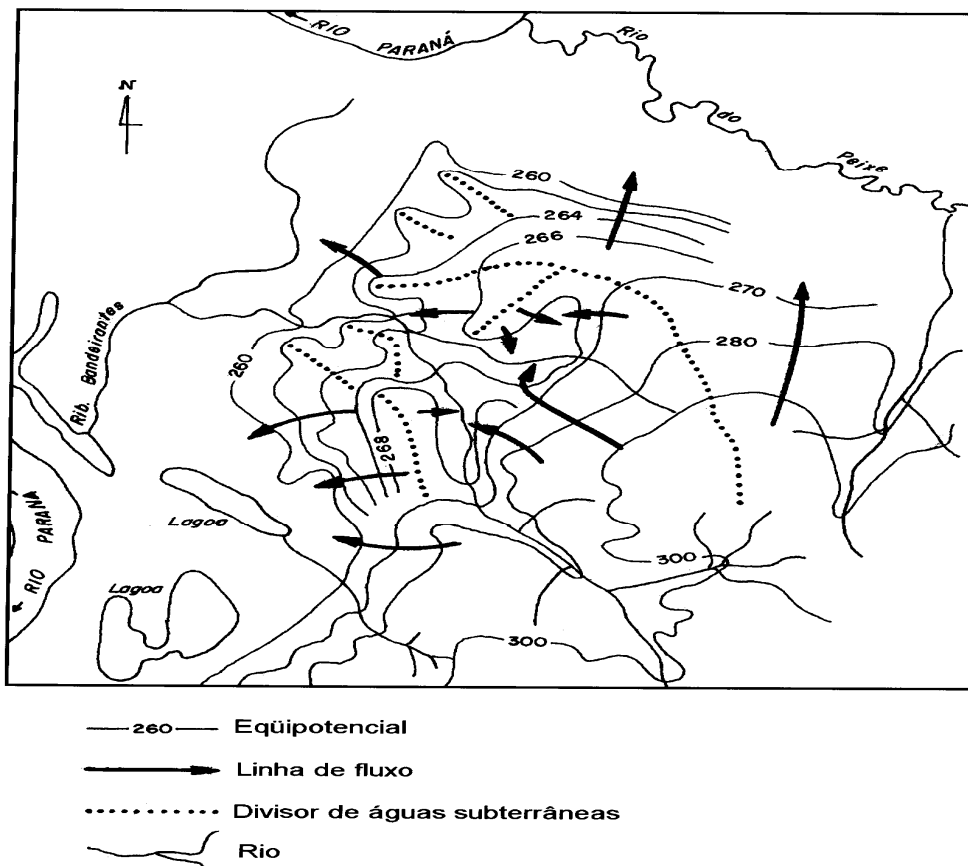 RIO PARANÁ
Rio do Peixe
N
260
264
266
270
280
Rib. Bandeirantes
260
268
Lagoa
RIO PARANÁ
300
Lagoa
300
260 Eqüipotencial
Linha de fluxo
Divisor de águas subterrâneas
Rio